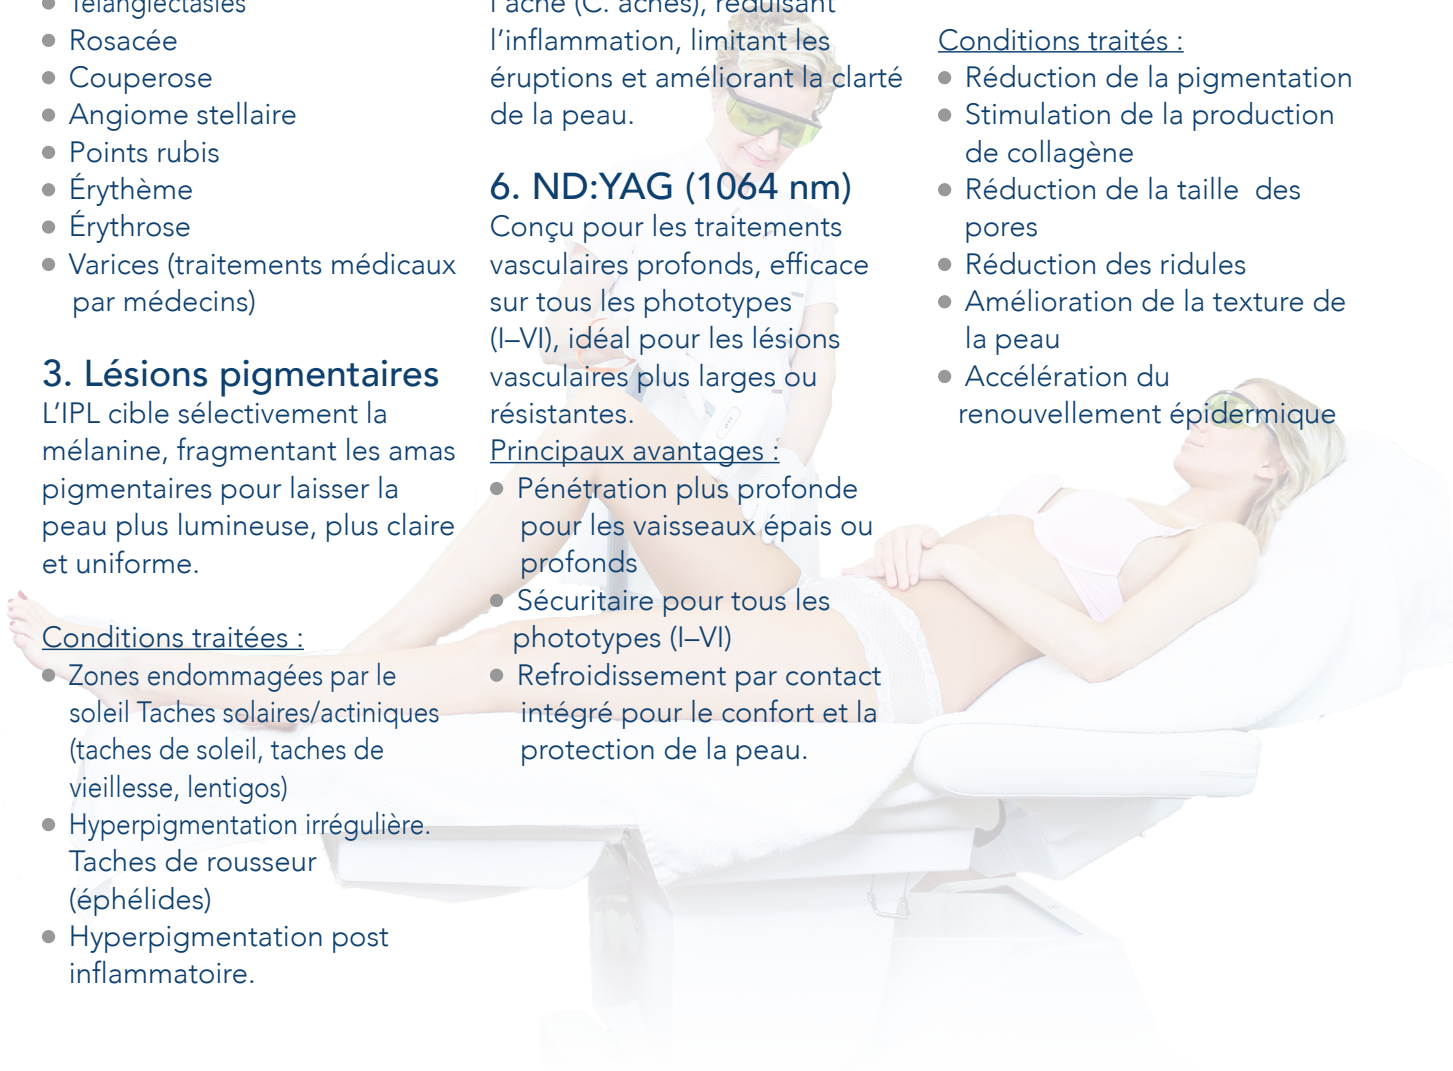 Télangiectasies
Rosacée
Couperose
Angiome stellaire
Points rubis
Érythème
Érythrose
Varices (traitements médicaux
par médecins)
3. Lésions pigmentaires
L’IPL cible sélectivement la
mélanine, fragmentant les amas
pigmentaires pour laisser la
peau plus lumineuse, plus claire
et uniforme.
Conditions traitées :
Zones endommagées par le
soleil Taches solaires/actiniques
(taches de soleil, taches de
vieillesse, lentigos)
Hyperpigmentation irrégulière.
Taches de rousseur
(éphélides)
Hyperpigmentation post
inflammatoire.
l’acné (C. acnes), réduisant
l’inflammation, limitant les
éruptions et améliorant la clarté
de la peau.
6. ND:YAG (1064 nm)
Conçu pour les traitements
vasculaires profonds, efficace
sur tous les phototypes
(I–VI), idéal pour les lésions
vasculaires plus larges ou
résistantes.
Principaux avantages :
Pénétration plus profonde
pour les vaisseaux épais ou
profonds
Sécuritaire pour tous les
phototypes (I–VI)
Refroidissement par contact
intégré pour le confort et la
protection de la peau.
Conditions traités :
Réduction de la pigmentation
Stimulation de la production
de collagène
Réduction de la taille des
pores
Réduction des ridules
Amélioration de la texture de
la peau
Accélération du
renouvellement épidermique